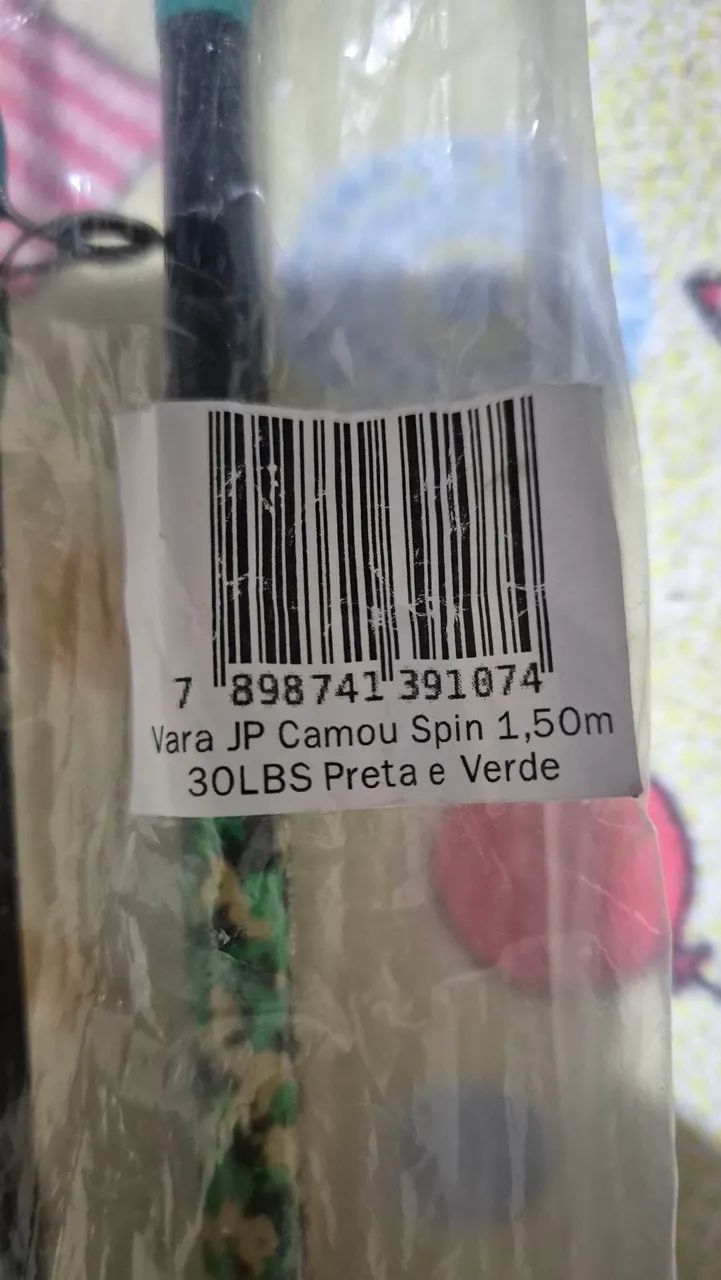 7 898741 391074
Vara JP Camou Spin 1,50m
30LBS Preta e Verde